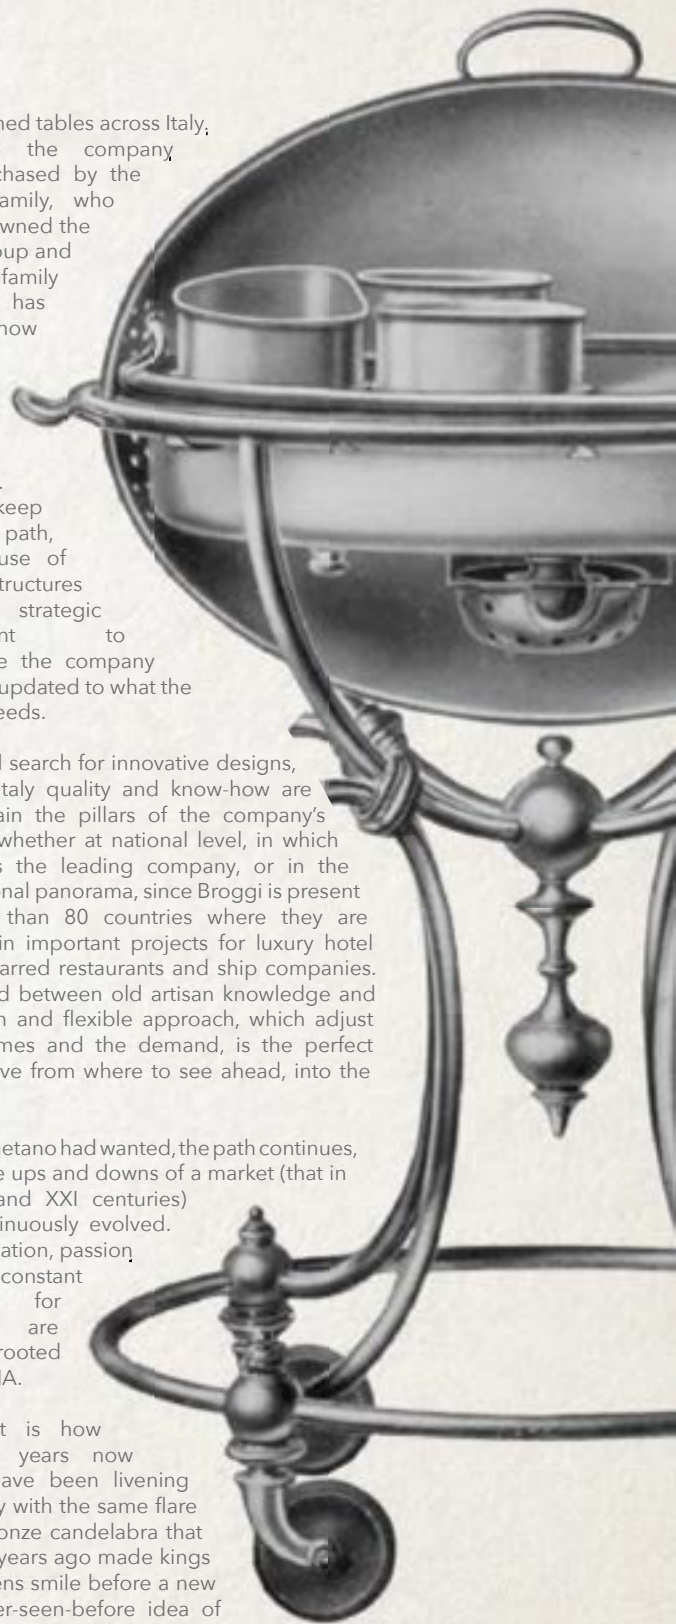 ned tables across Italy,
the company
chased by the
amily, who
wned the
oup and
family
has
now
.
keep
path,
use of
tructures
strategic
nt to
e the company
updated to what the
eeds.
l search for innovative designs,
taly quality and know-how are
ain the pillars of the company's
whether at national level, in which
s the leading company, or in the
onal panorama, since Broggi is present
than 80 countries where they are
in important projects for luxury hotel
arred restaurants and ship companies.
d between old artisan knowledge and
n and flexible approach, which adjust
mes and the demand, is the perfect
ve from where to see ahead, into the
etano had wanted, the path continues,
e ups and downs of a market (that in
and XXI centuries)
inuously evolved.
ation, passion
constant
for
are
rooted
IA.
t is how
years now
ave been livening
y with the same flare
onze candelabra that
years ago made kings
ens smile before a new
er-seen-before idea of